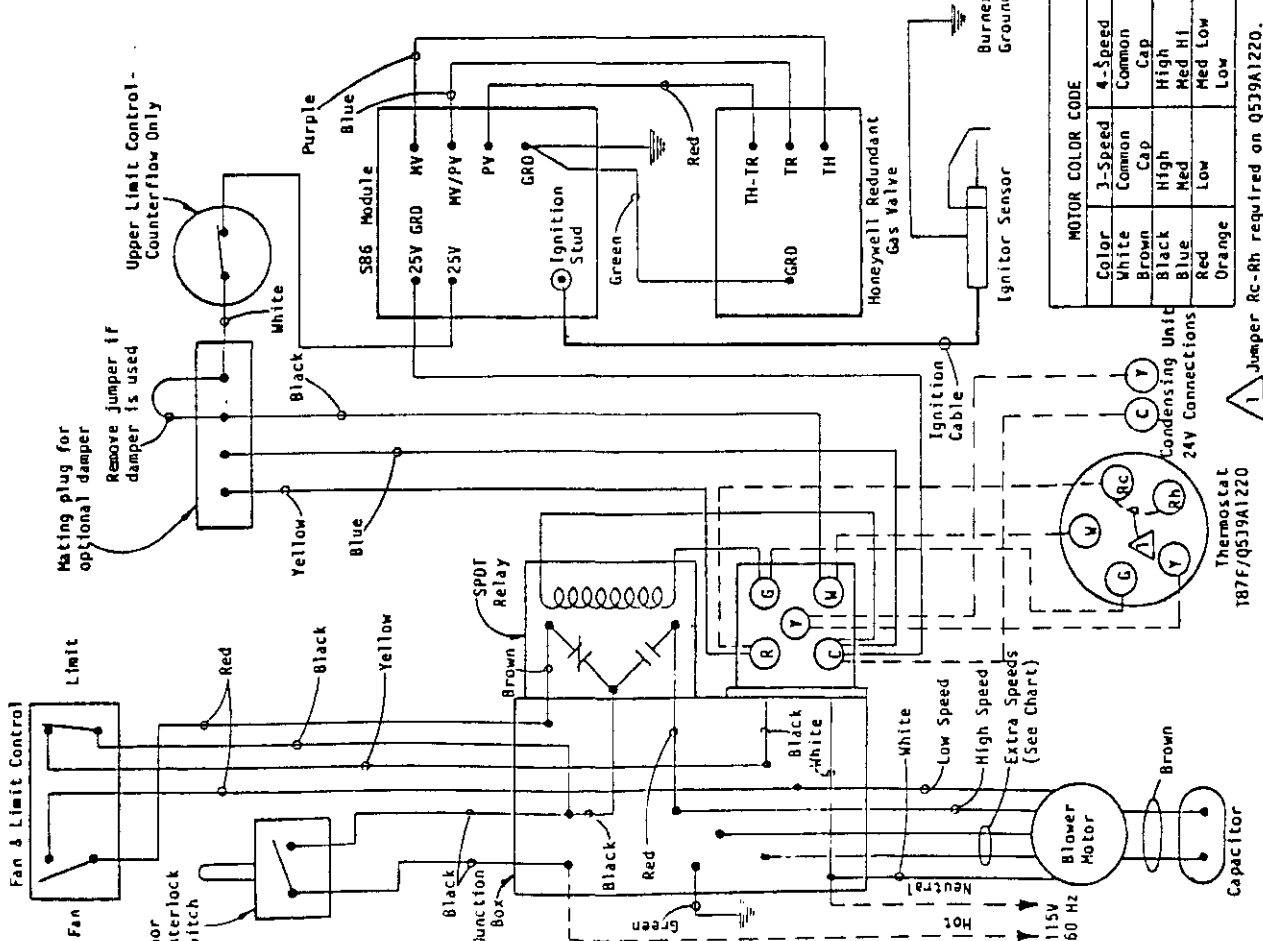 Fan & Limit Control
Fan
Limit
Switch
Black
Junction
Box
Red
Black
Yellow
Brown
SPDT
Relay
Black
Red
Black
White
White
Low Speed
High Speed
Extra Speeds
(See Chart)
Green
Hot
Neutral
115V
60 Hz
Blower
Motor
Brown
Capacitor
Mating plug for
optional damper
Remove jumper if
damper is used
Upper Limit Control-
Counterflow Only
White
Yellow
Blue
Black
R
G
Y
C
W
Purple
Blue
S86 Module
25V GRD
MV
25V
MV/PV
PV
GRD
Ignition
Stud
Green
Red
TH-TR
TR
TH
GRD
Honeywell Redundant
Gas Valve
Ignition
Cable
Ignitor Sensor
Burner
Ground
C
Y
Condensing Unit
24V Connections
W
G
Rc
Y
Rh
1
Thermostat
T87F/Q539A1220
MOTOR COLOR CODE
Color 3-Speed 4-Speed
White Common Common
Brown Cap Cap
Black High High
Blue Med Med Hi
Red Low Med Low
Orange Low
1 Jumper Rc-Rh required on Q539A1220.